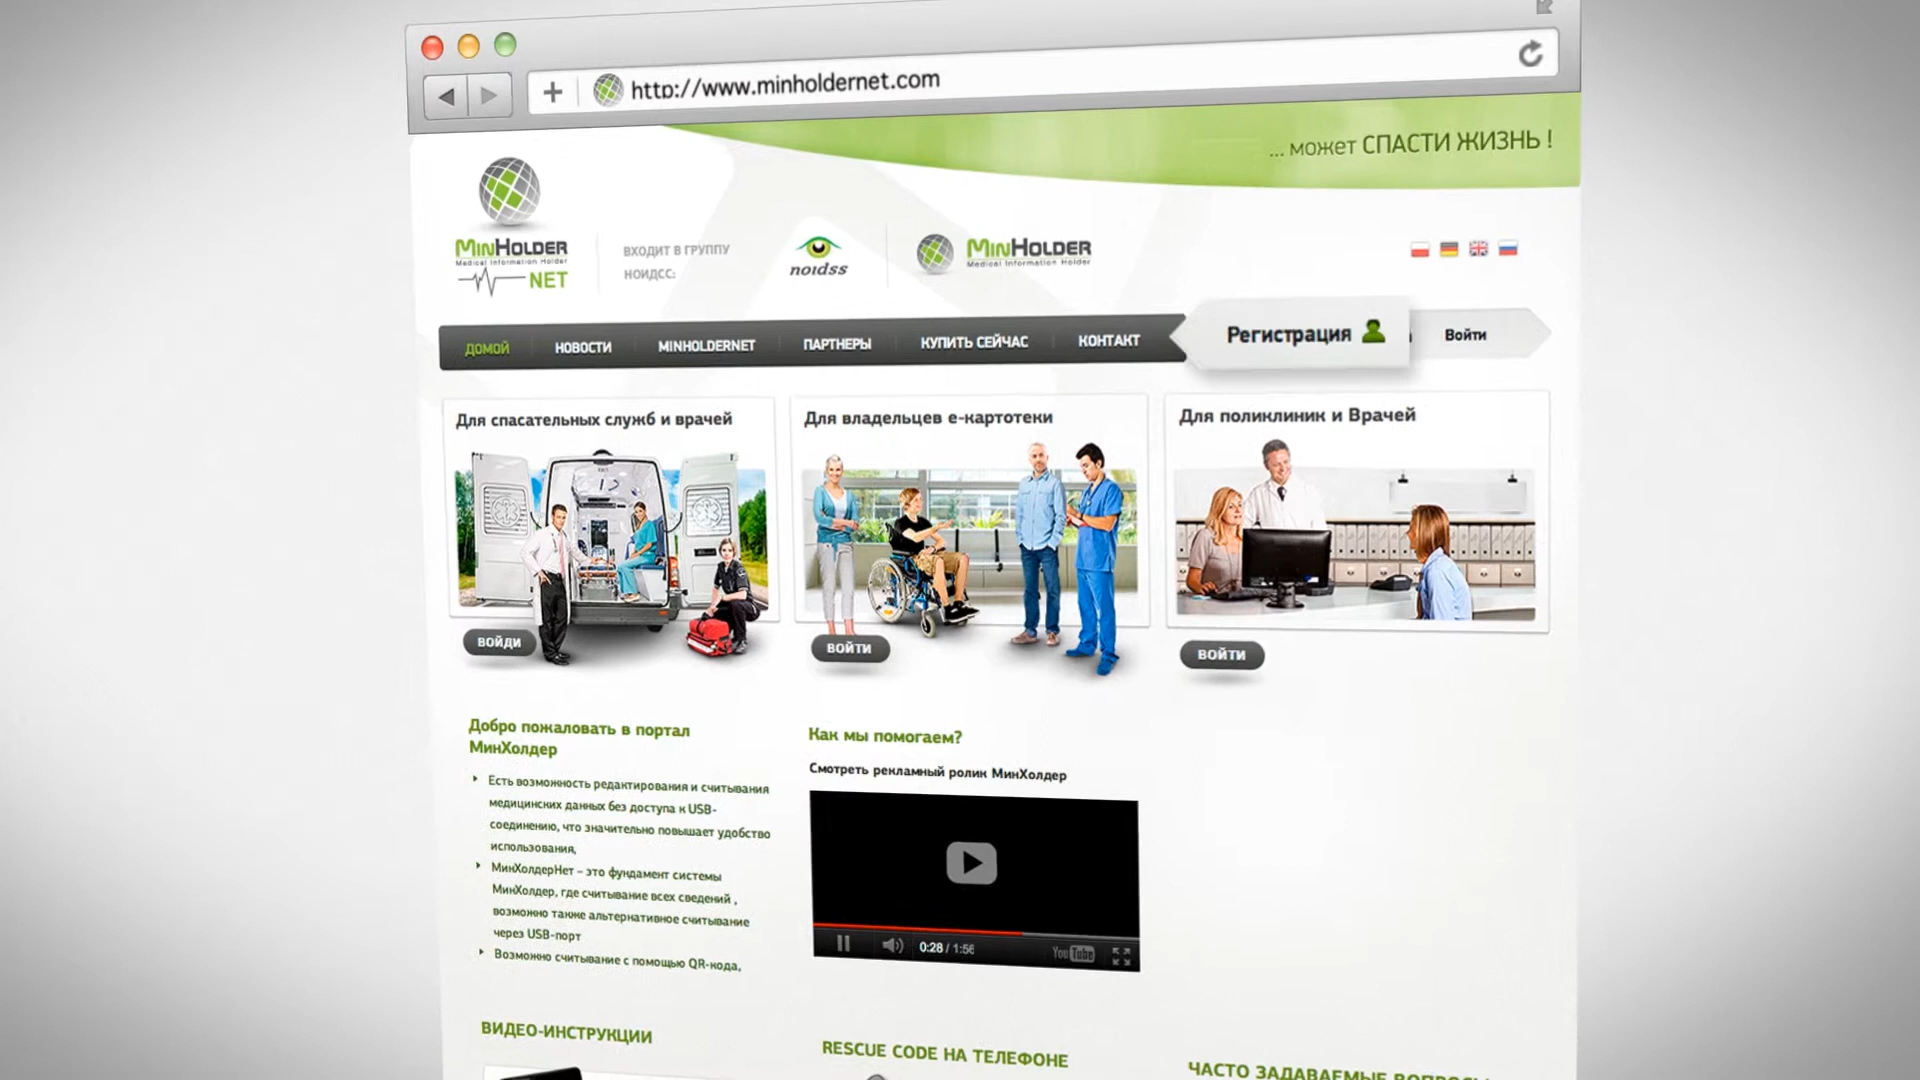 http://www.minholdernet.com
... может СПАСТИ ЖИЗНЬ !
MINHOLDER
Medical Information Holder
NET
ВХОДИТ В ГРУППУ
НОИДСС:
noidss
MINHOLDER
Medical Information Holder
ДОМОЙ
НОВОСТИ
MINHOLDERNET
ПАРТНЕРЫ
КУПИТЬ СЕЙЧАС
КОНТАКТ
Регистрация
Войти
Для спасательных служб и врачей
ВОЙДИ
Для владельцев е-картотеки
ВОЙТИ
Для поликлиник и Врачей
ВОЙТИ
Добро пожаловать в портал
МинХолдер
Есть возможность редактирования и считывания
медицинских данных без доступа к USB-
соединению, что значительно повышает удобство
использования,
МинХолдерНет – это фундамент системы
МинХолдер, где считывание всех сведений ,
возможно также альтернативное считывание
через USB-порт
Возможно считывание с помощью QR-кода,
Как мы помогаем?
Смотреть рекламный ролик МинХолдер
0:28 / 1:56
YouTube
ВИДЕО-ИНСТРУКЦИИ
RESCUE CODE НА ТЕЛЕФОНЕ
ЧАСТО ЗАДАВАЕМЫЕ ВОПРОСЫ